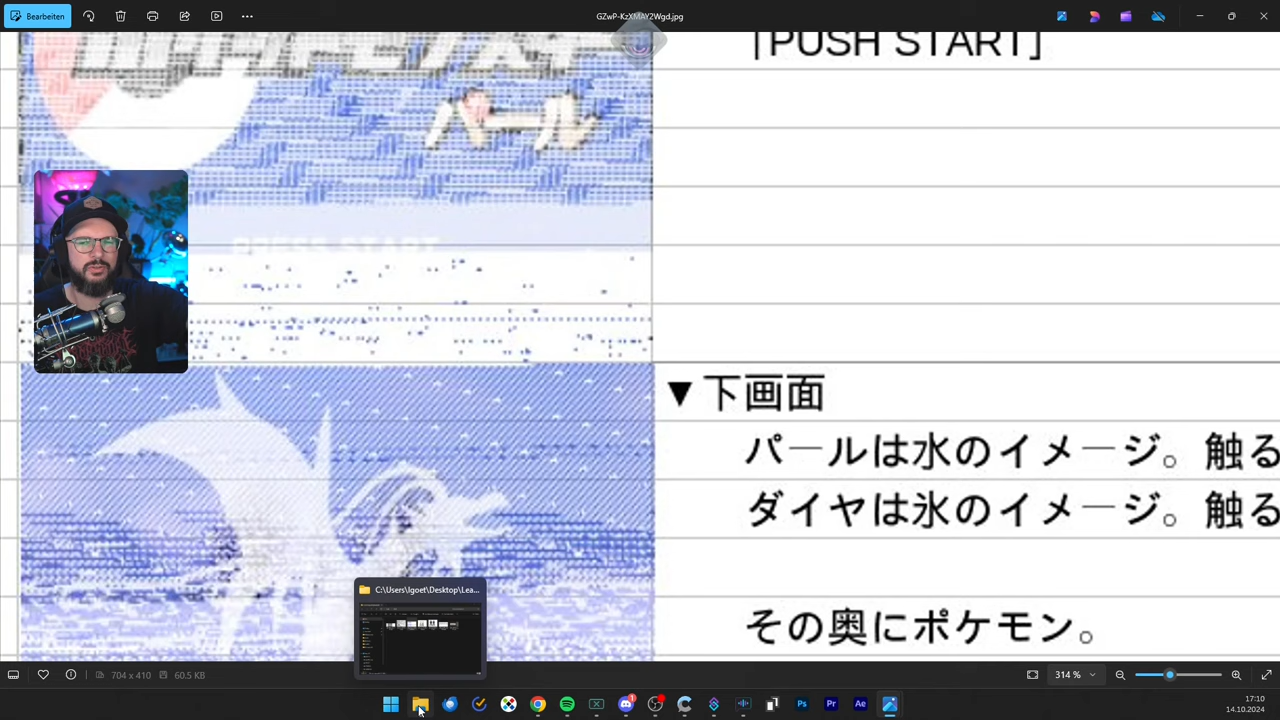 Bearbeiten
GZwP-KzXMAY2Wgd.jpg
[PUSH START]
パール
PRESS START
▼下画面
パールは水のイメージ。触る
ダイヤは氷のイメージ。触る
その奥にポケモン。
C:\Users\lgoet\Desktop\Lea...
704 x 410
60.5 KB
314 %
17:10
14.10.2024